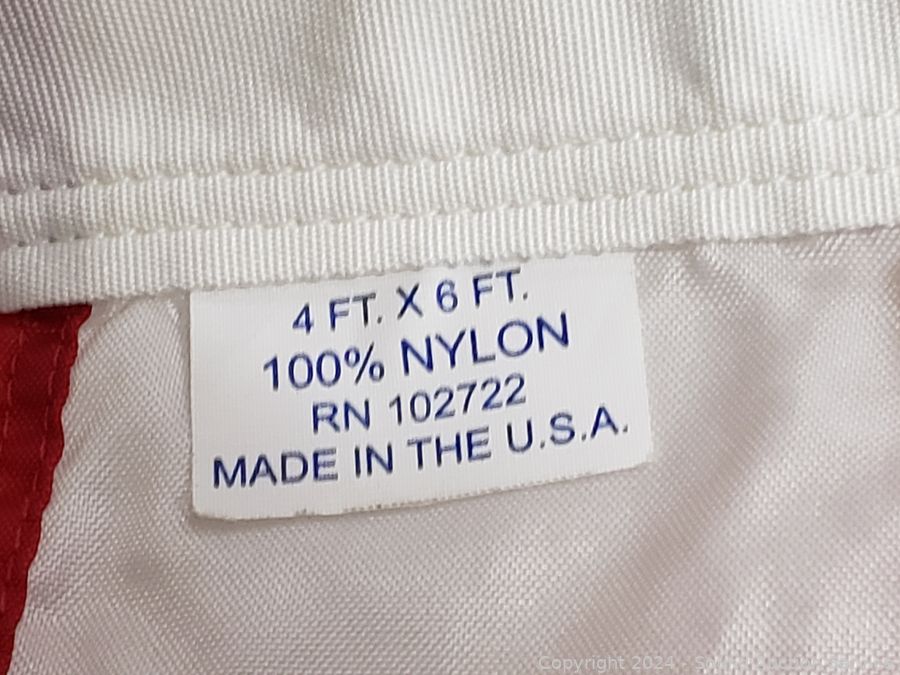 4 FT. X 6 FT.
100% NYLON
RN 102722
MADE IN THE U.S.A.
Copyright 2024 -